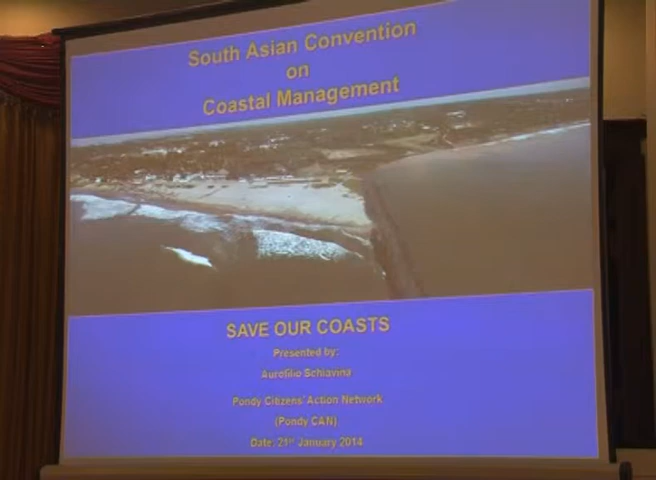 South Asian Convention
on
Coastal Management
SAVE OUR COASTS
Presented by:
Aurofilio Schiavina
Pondy Citizens' Action Network
(Pondy CAN)
Date: 21st January 2014